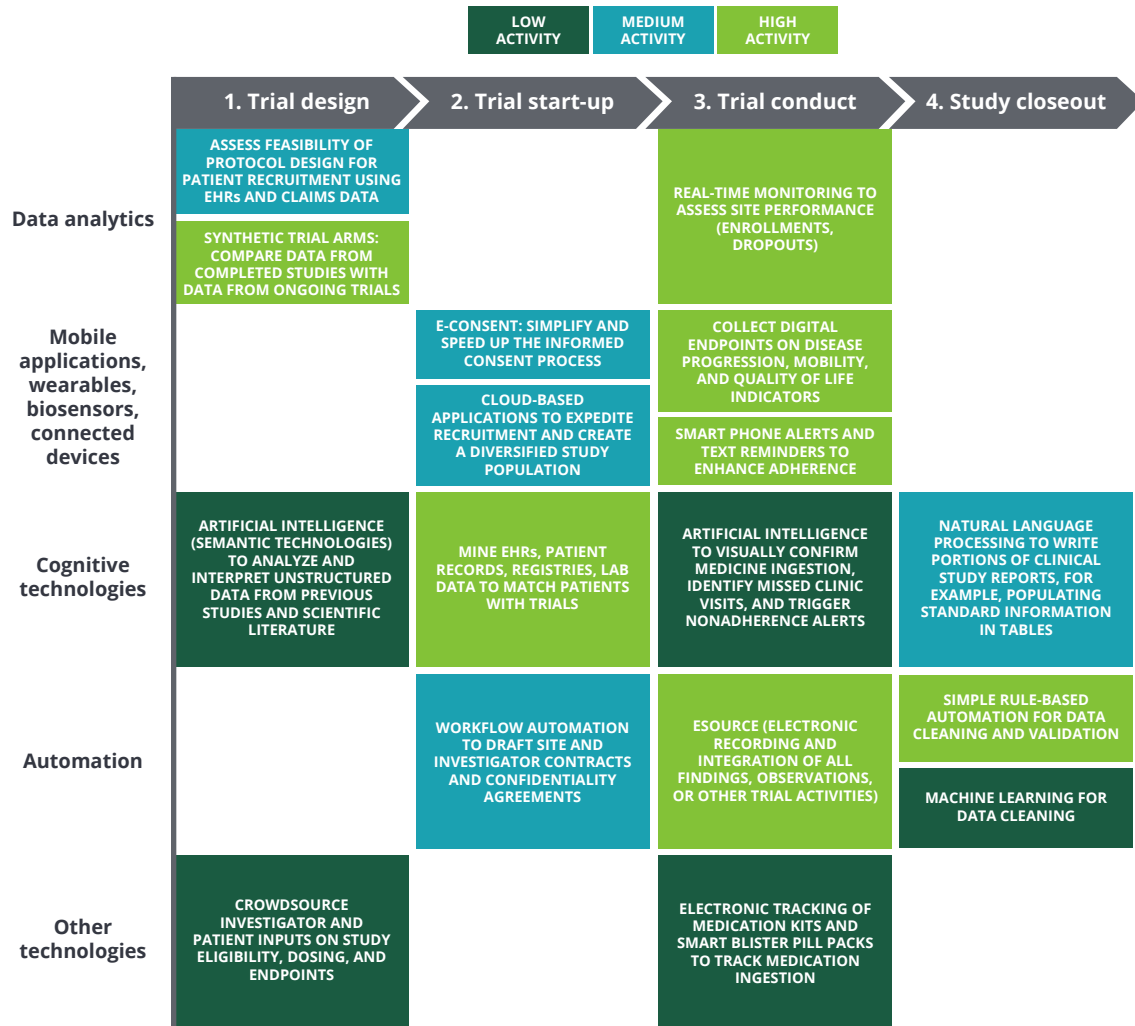 LOW
ACTIVITY
MEDIUM
ACTIVITY
HIGH
ACTIVITY
1. Trial design
2. Trial start-up
3. Trial conduct
4. Study closeout
Data analytics
ASSESS FEASIBILITY OF
PROTOCOL DESIGN FOR
PATIENT RECRUITMENT USING
EHRs AND CLAIMS DATA
SYNTHETIC TRIAL ARMS:
COMPARE DATA FROM
COMPLETED STUDIES WITH
DATA FROM ONGOING TRIALS
REAL-TIME MONITORING TO
ASSESS SITE PERFORMANCE
(ENROLLMENTS,
DROPOUTS)
Mobile
applications,
wearables,
biosensors,
connected
devices
E-CONSENT: SIMPLIFY AND
SPEED UP THE INFORMED
CONSENT PROCESS
CLOUD-BASED
APPLICATIONS TO EXPEDITE
RECRUITMENT AND CREATE
A DIVERSIFIED STUDY
POPULATION
COLLECT DIGITAL
ENDPOINTS ON DISEASE
PROGRESSION, MOBILITY,
AND QUALITY OF LIFE
INDICATORS
SMART PHONE ALERTS AND
TEXT REMINDERS TO
ENHANCE ADHERENCE
Cognitive
technologies
ARTIFICIAL INTELLIGENCE
(SEMANTIC TECHNOLOGIES)
TO ANALYZE AND
INTERPRET UNSTRUCTURED
DATA FROM PREVIOUS
STUDIES AND SCIENTIFIC
LITERATURE
MINE EHRs, PATIENT
RECORDS, REGISTRIES, LAB
DATA TO MATCH PATIENTS
WITH TRIALS
ARTIFICIAL INTELLIGENCE
TO VISUALLY CONFIRM
MEDICINE INGESTION,
IDENTIFY MISSED CLINIC
VISITS, AND TRIGGER
NONADHERENCE ALERTS
NATURAL LANGUAGE
PROCESSING TO WRITE
PORTIONS OF CLINICAL
STUDY REPORTS, FOR
EXAMPLE, POPULATING
STANDARD INFORMATION
IN TABLES
Automation
WORKFLOW AUTOMATION
TO DRAFT SITE AND
INVESTIGATOR CONTRACTS
AND CONFIDENTIALITY
AGREEMENTS
ESOURCE (ELECTRONIC
RECORDING AND
INTEGRATION OF ALL
FINDINGS, OBSERVATIONS,
OR OTHER TRIAL ACTIVITIES)
SIMPLE RULE-BASED
AUTOMATION FOR DATA
CLEANING AND VALIDATION
MACHINE LEARNING FOR
DATA CLEANING
Other
technologies
CROWDSOURCE
INVESTIGATOR AND
PATIENT INPUTS ON STUDY
ELIGIBILITY, DOSING, AND
ENDPOINTS
ELECTRONIC TRACKING OF
MEDICATION KITS AND
SMART BLISTER PILL PACKS
TO TRACK MEDICATION
INGESTION